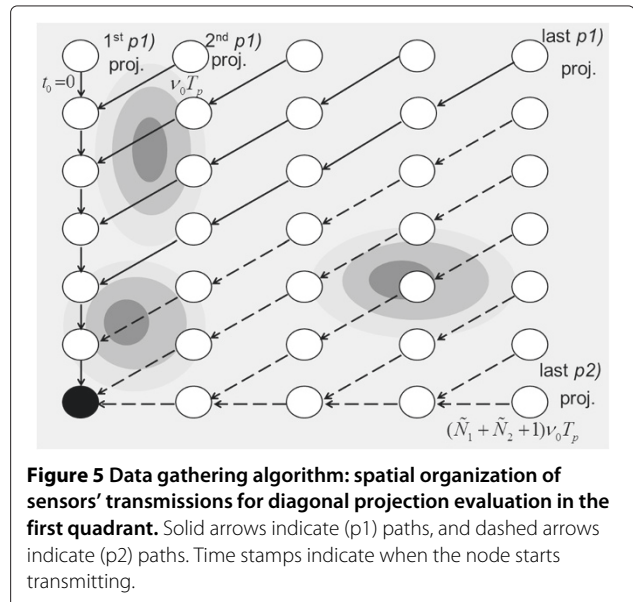 1st p1) proj.
2nd p1) proj.
last p1) proj.
t₀=0
ν₀Tₚ
last p2) proj.
(Ñ₁ + Ñ₂ +1)ν₀Tₚ
Figure 5 Data gathering algorithm: spatial organization of
sensors’ transmissions for diagonal projection evaluation in the
first quadrant. Solid arrows indicate (p1) paths, and dashed arrows
indicate (p2) paths. Time stamps indicate when the node starts
transmitting.